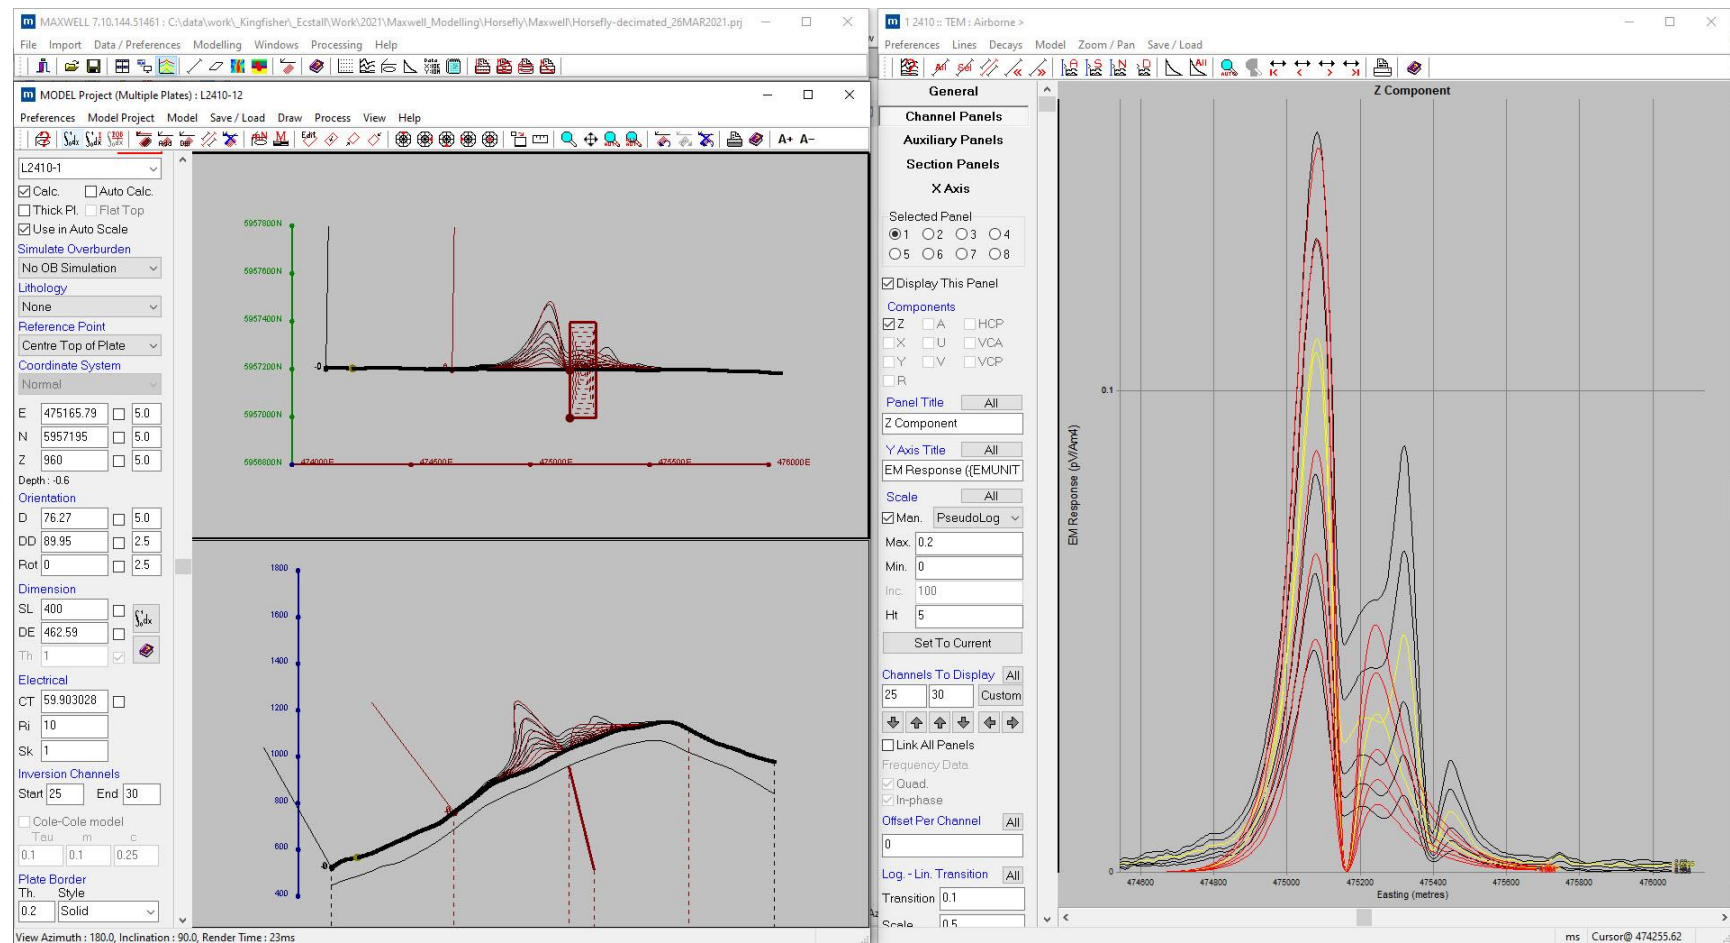 MAXWELL 7.10.144.51461 : C:\data\work\_Kingfisher\_Ecstall\Work\2021\Maxwell_Modelling\Horsefly\Maxwell\Horsefly-decimated_26MAR2021.prj
File Import Data / Preferences Modelling Windows Processing Help
MODEL Project (Multiple Plates) : L2410-12
Preferences Model Project Model Save / Load Draw Process View Help
A+ A-
L2410-1
Calc. Auto Calc.
Thick Pl. Flat Top
Use in Auto Scale
Simulate Overburden
No OB Simulation
Lithology
None
Reference Point
Centre Top of Plate
Coordinate System
Normal
E 475165.79 5.0
N 5957195 5.0
Z 960 5.0
Depth : -0.6
Orientation
D 76.27 5.0
DD 89.95 2.5
Rot 0 2.5
Dimension
SL 400
DE 462.59
Th 1
Electrical
CT 59.903028
Ri 10
Sk 1
Inversion Channels
Start 25 End 30
Cole-Cole model
Tau m c
0.1 0.1 0.25
Plate Border
Th. Style
0.2 Solid
View Azimuth : 180.0, Inclination : 90.0, Render Time : 23ms
5957800N
5957600N
5957400N
5957200N
5957000N
5956800N
474000E 474500E 475000E 475500E 476000E
1800
1600
1400
1200
1000
800
600
400
1 2410 :: TEM : Airborne >
Preferences Lines Decays Model Zoom / Pan Save / Load
General
Channel Panels
Auxiliary Panels
Section Panels
X Axis
Selected Panel
1 2 3 4
5 6 7 8
Display This Panel
Components
Z A HCP
X U VCA
Y V VCP
R
Panel Title All
Z Component
Y Axis Title All
EM Response ({EMUNIT
Scale All
Man. PseudoLog
Max. 0.2
Min. 0
Inc. 100
Ht 5
Set To Current
Channels To Display All
25 30 Custom
Link All Panels
Frequency Data
Quad.
In-phase
Offset Per Channel All
0
Log. - Lin. Transition All
Transition 0.1
Scale 0.5
Z Component
EM Response (pV/Am4)
0.1
0
474600 474800 475000 475200 475400 475600 475800 476000
Easting (metres)
ms Cursor@ 474255.62